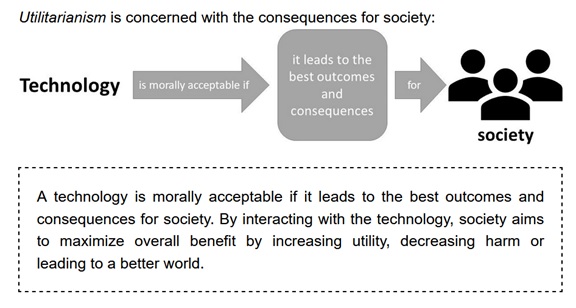 Utilitarianism is concerned with the consequences for society:
Technology
is morally acceptable if
it leads to the
best outcomes
and
consequences
for
society
A technology is morally acceptable if it leads to the best outcomes and
consequences for society. By interacting with the technology, society aims
to maximize overall benefit by increasing utility, decreasing harm or
leading to a better world.